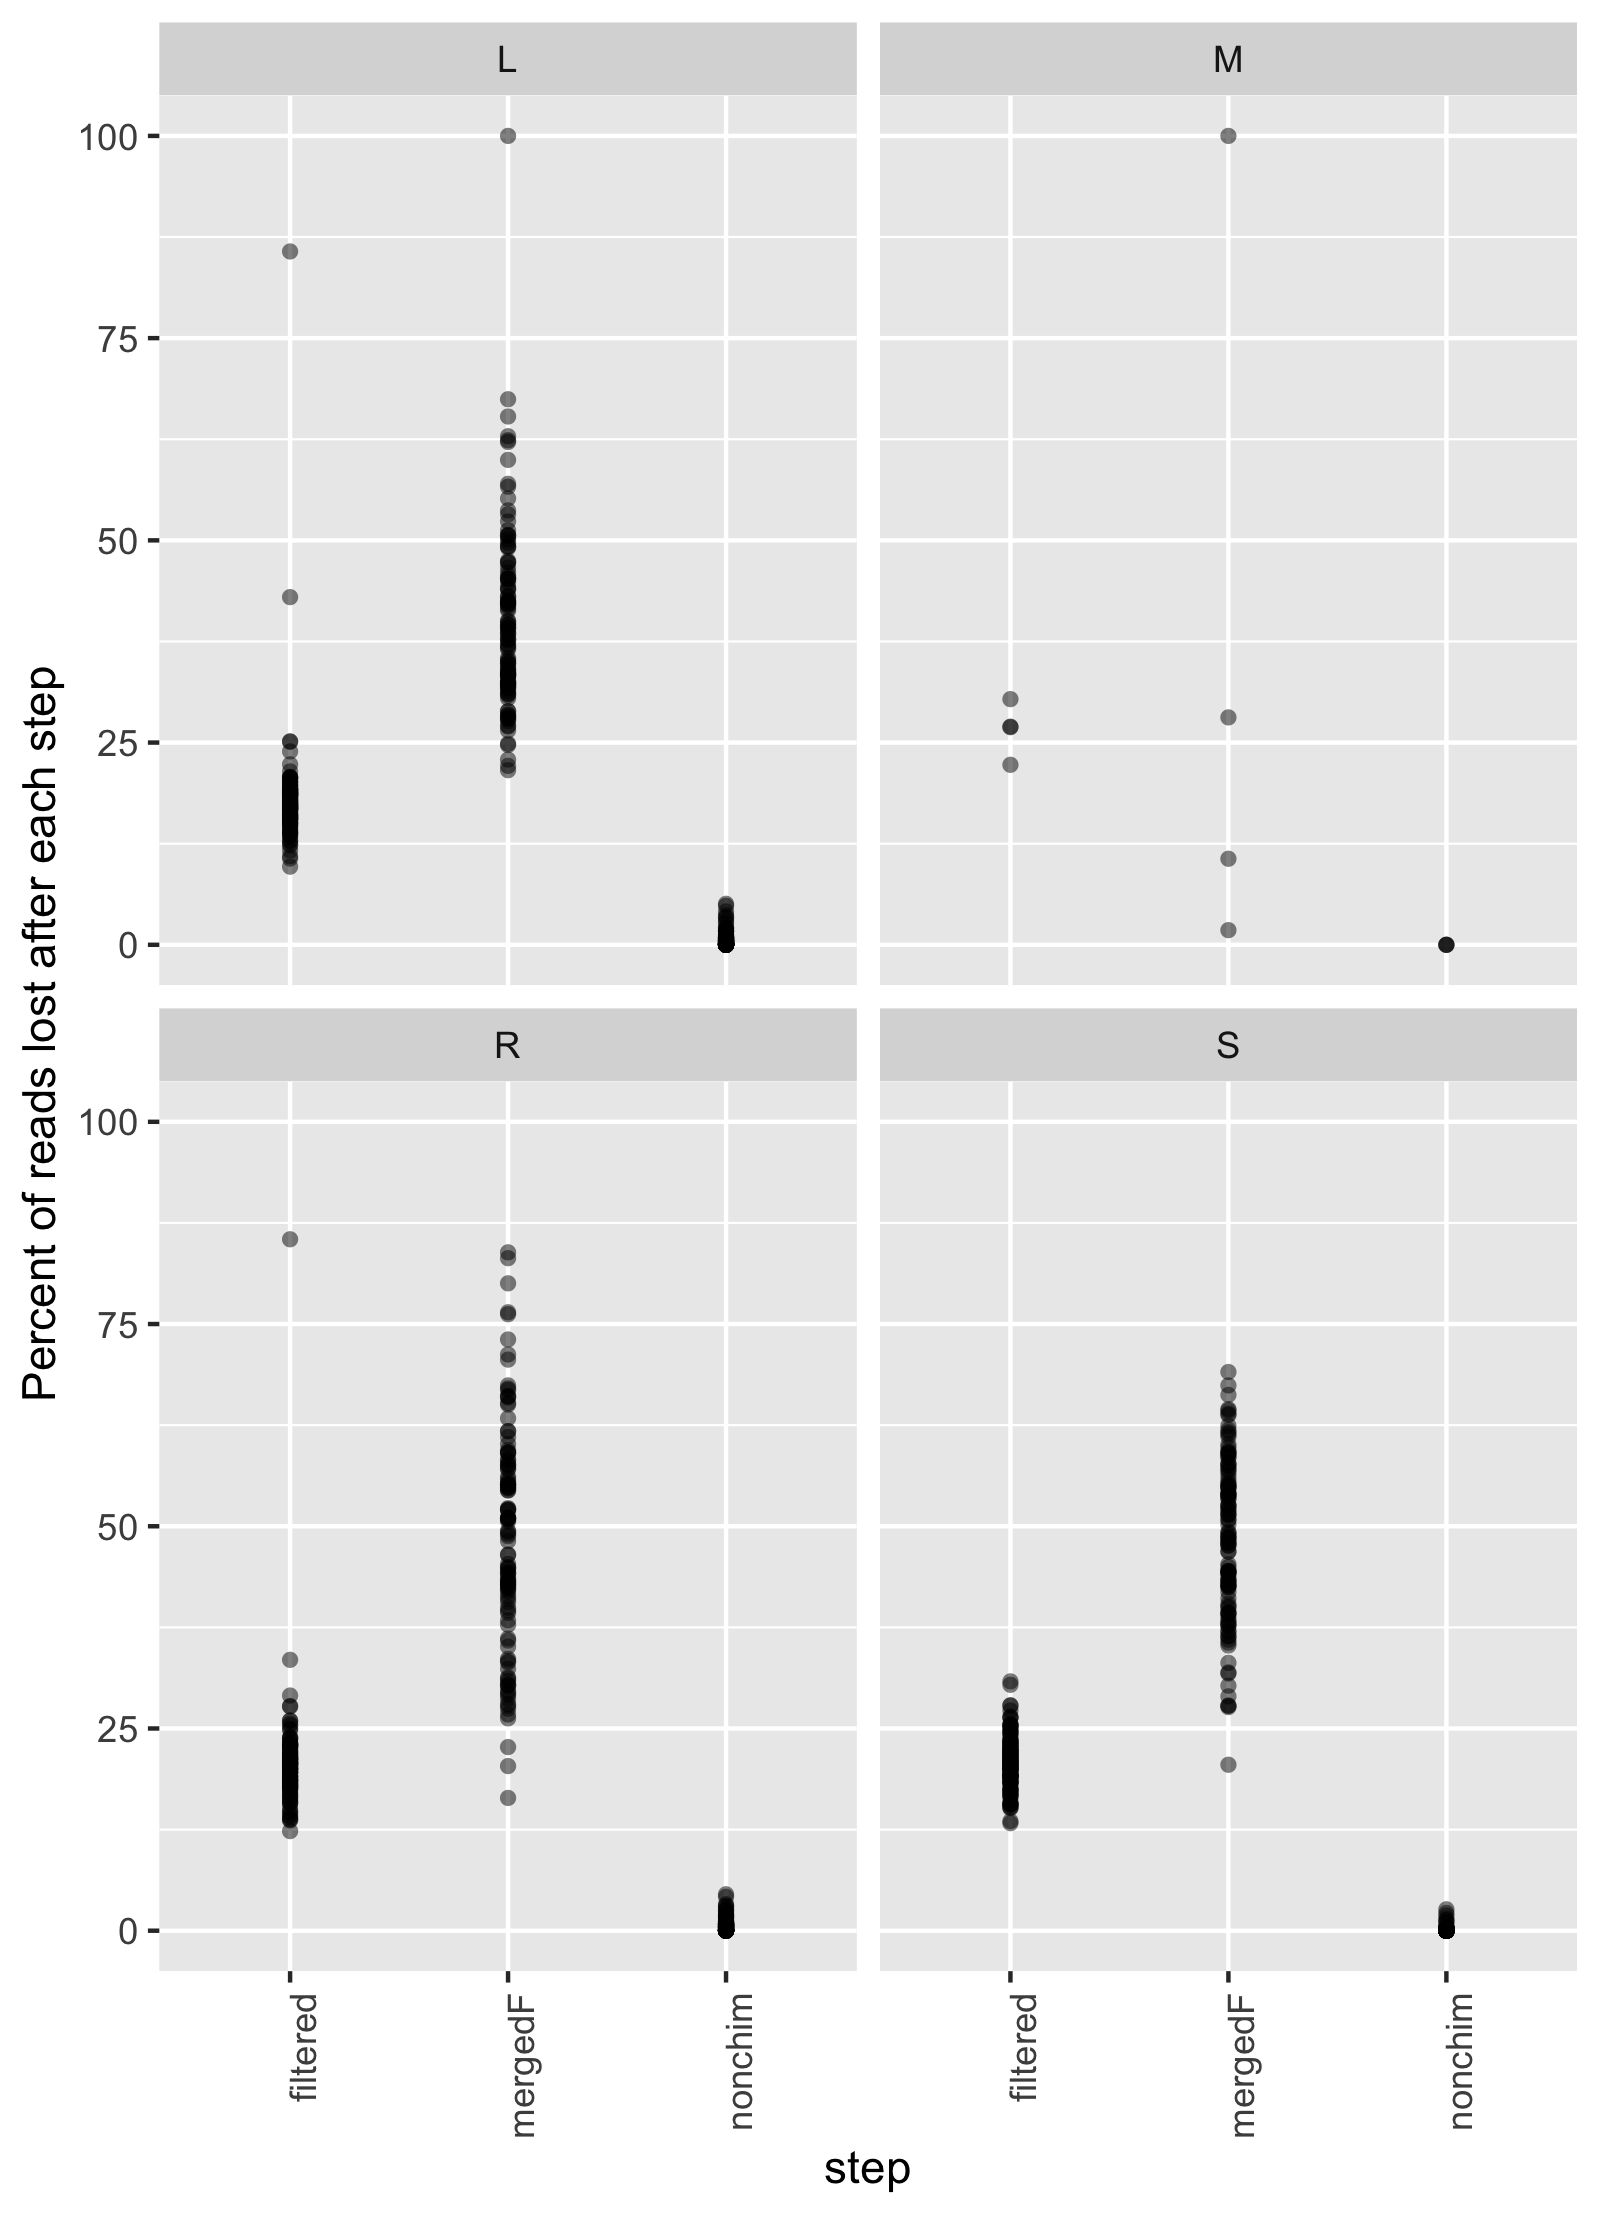 L
M
100
75
50
25
0
R
S
100
75
50
25
0
Percent of reads lost after each step
filtered
mergedF
nonchim
filtered
mergedF
nonchim
step